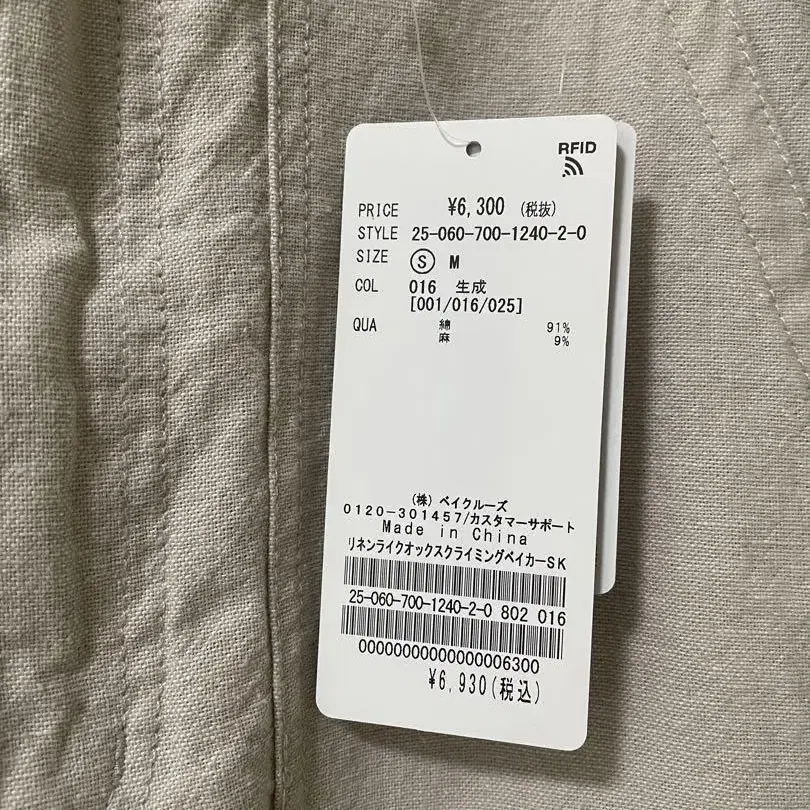 RFID
PRICE ¥6,300 (税抜)
STYLE 25-060-700-1240-2-0
SIZE Ⓢ M
COL 016 生成
[001/016/025]
QUA 綿 91%
麻 9%
(株) ベイクルーズ
0120-301457/カスタマーサポート
Made in China
リネンライクオックスクライミングベイカーSK
25-060-700-1240-2-0 802 016
00000000000000006300
¥6,930(税込)